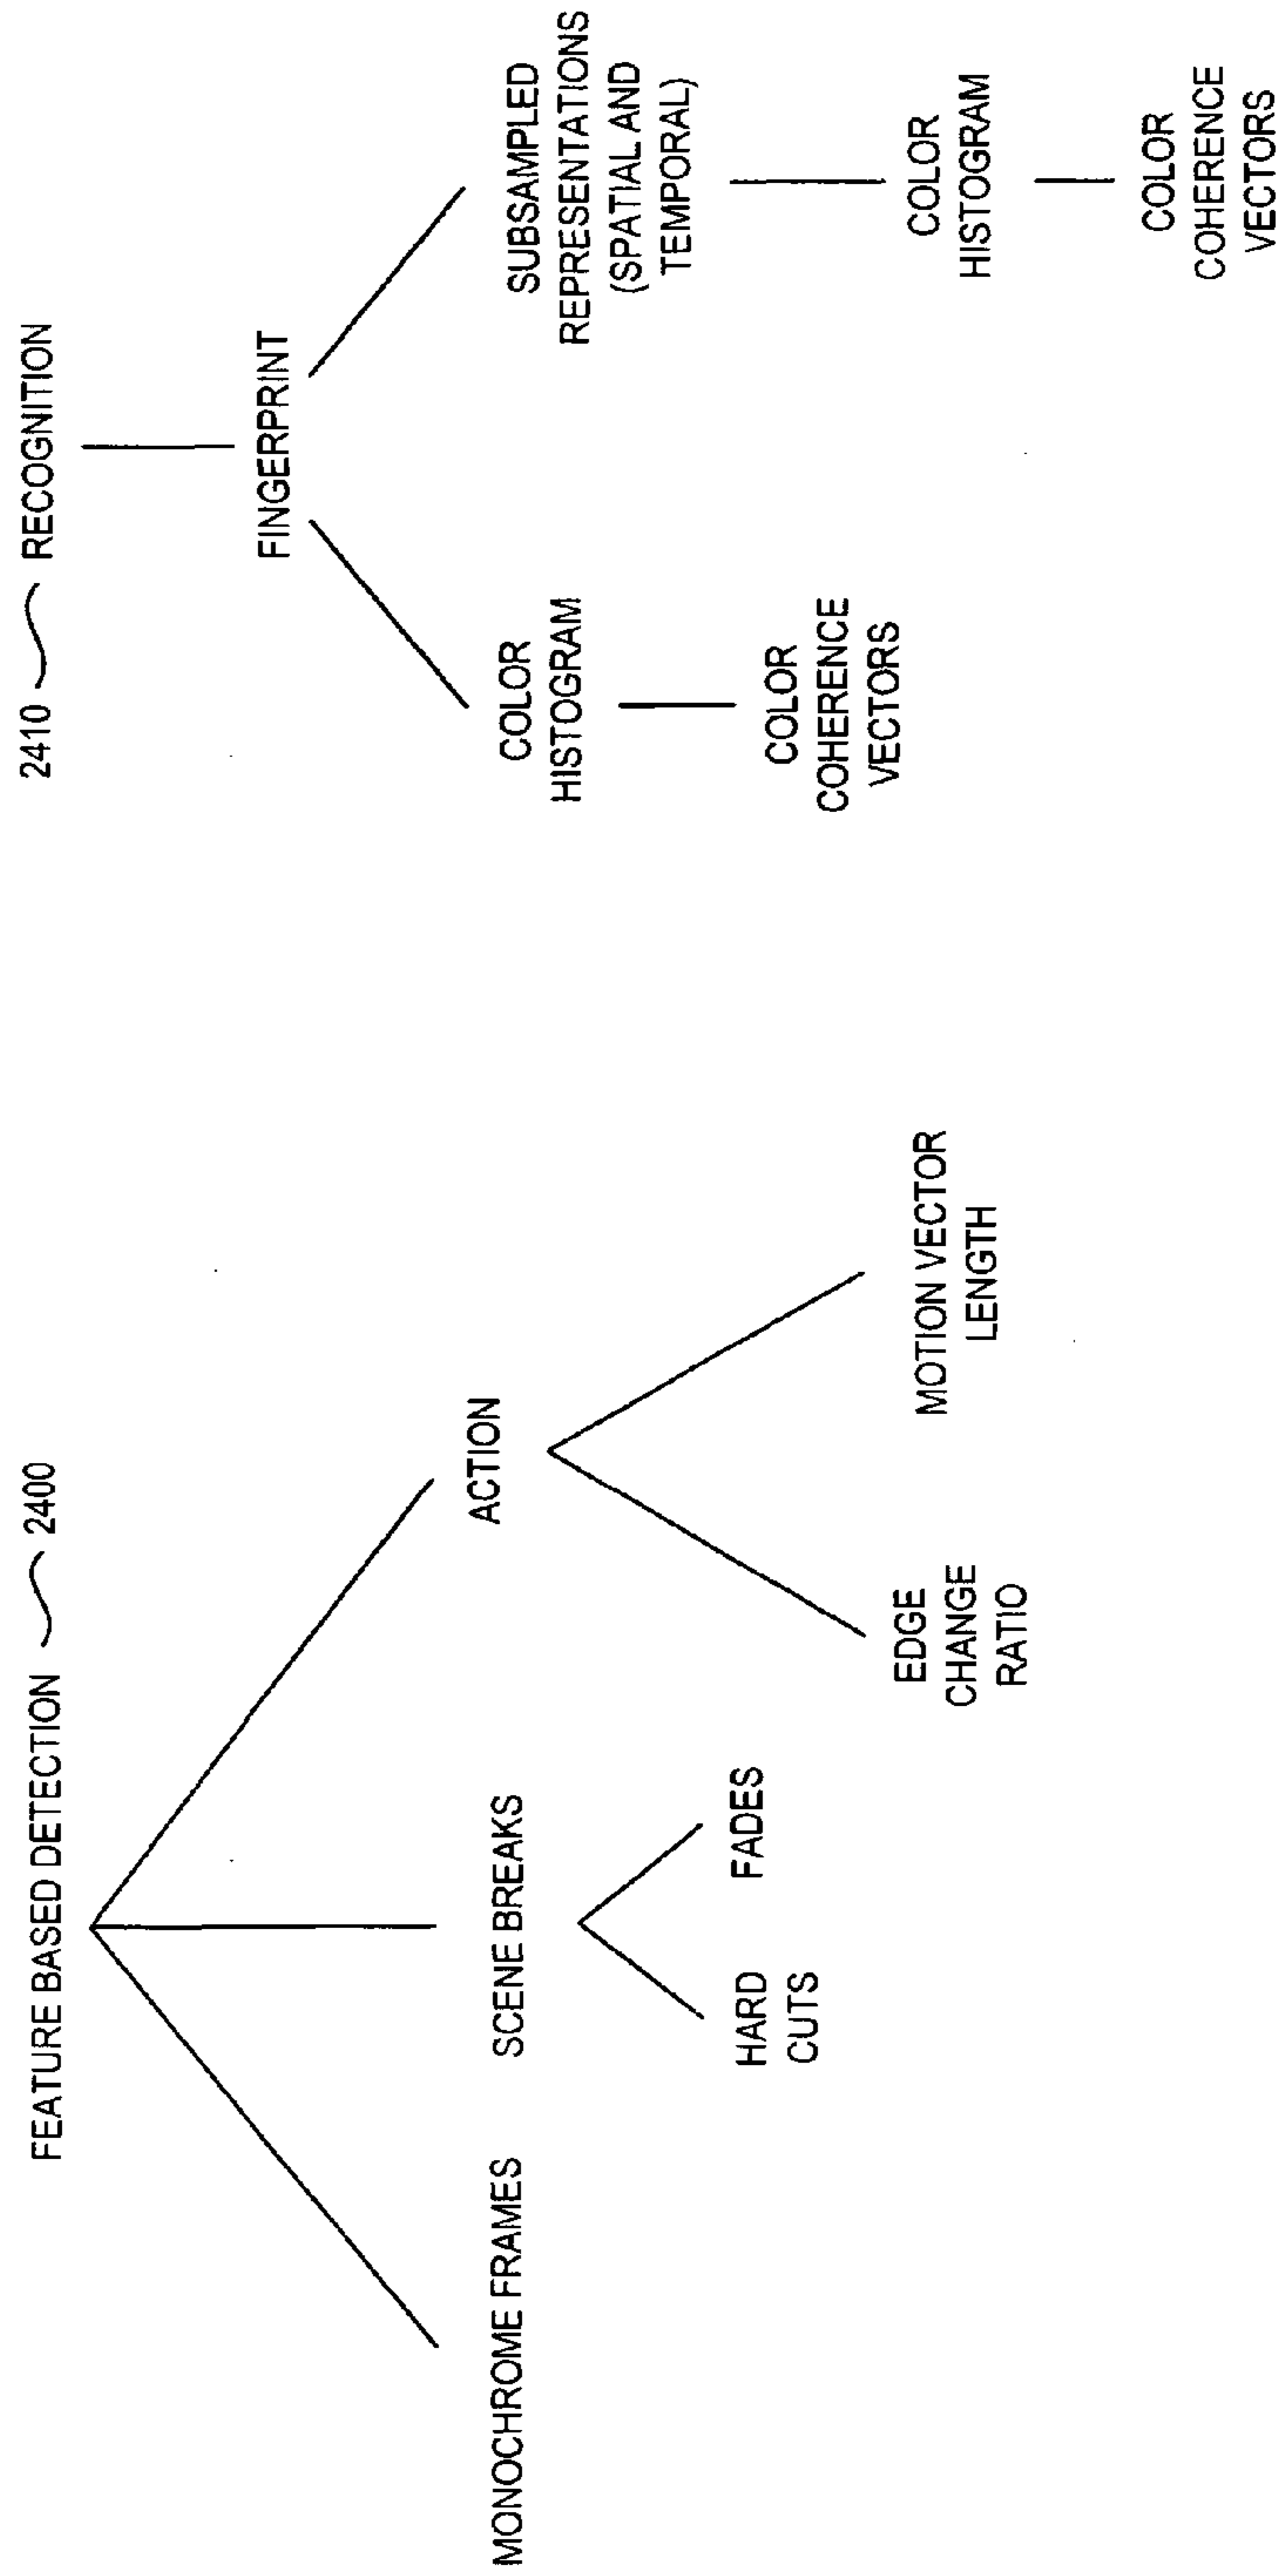 FEATURE BASED DETECTION 2400
MONOCHROME FRAMES
SCENE BREAKS
HARD
CUTS
FADES
ACTION
EDGE
CHANGE
RATIO
MOTION VECTOR
LENGTH
2410 RECOGNITION
FINGERPRINT
COLOR
HISTOGRAM
COLOR
COHERENCE
VECTORS
SUBSAMPLED
REPRESENTATIONS
(SPATIAL AND
TEMPORAL)
COLOR
HISTOGRAM
COLOR
COHERENCE
VECTORS